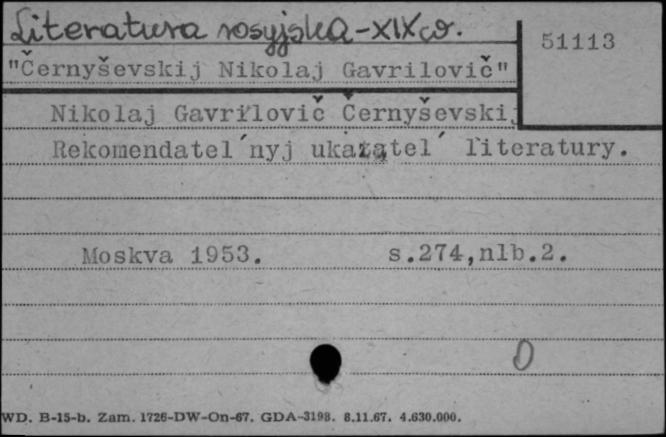 Literatura rosyjska-XIXw.
51113
"Černyševskij Nikolaj Gavrilovič"
Nikolaj Gavrilovič Černyševskij
Rekomendatel´nyj ukazatel´ literatury.
Moskva 1953. s.274,nlb.2.
0
WD. B-15-b. Zam. 1726-DW-On-67. GDA-3198. 8.11.67. 4.630.000.